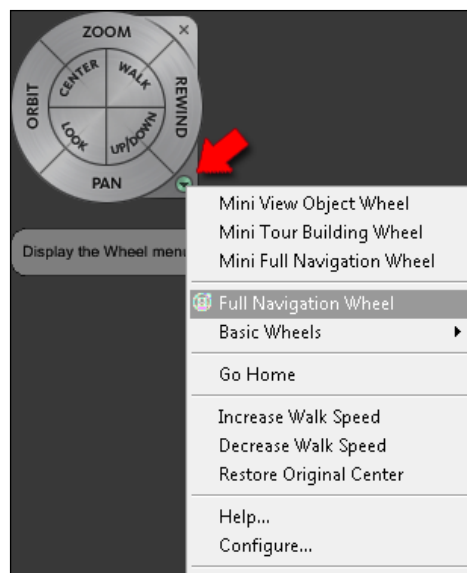 ZOOM
CENTER
WALK
ORBIT
REWIND
LOOK
UP/DOWN
PAN
Display the Wheel menu
Mini View Object Wheel
Mini Tour Building Wheel
Mini Full Navigation Wheel
Full Navigation Wheel
Basic Wheels
Go Home
Increase Walk Speed
Decrease Walk Speed
Restore Original Center
Help...
Configure...